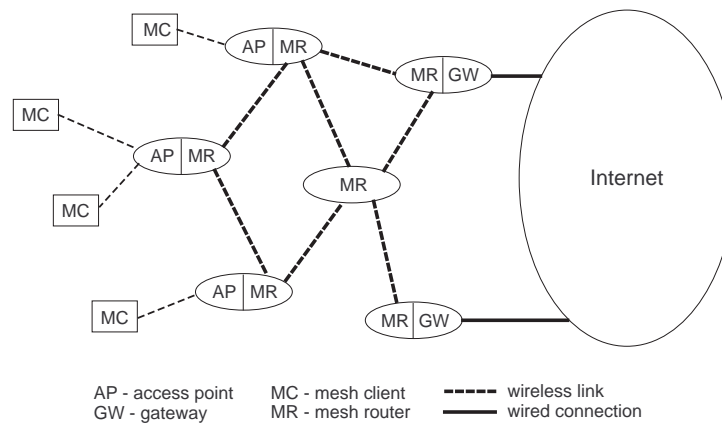 MC
AP MR
MR GW
MC
AP MR
MR
Internet
MC
AP MR
MC
MR GW
AP - access point
MC - mesh client
wireless link
GW - gateway
MR - mesh router
wired connection